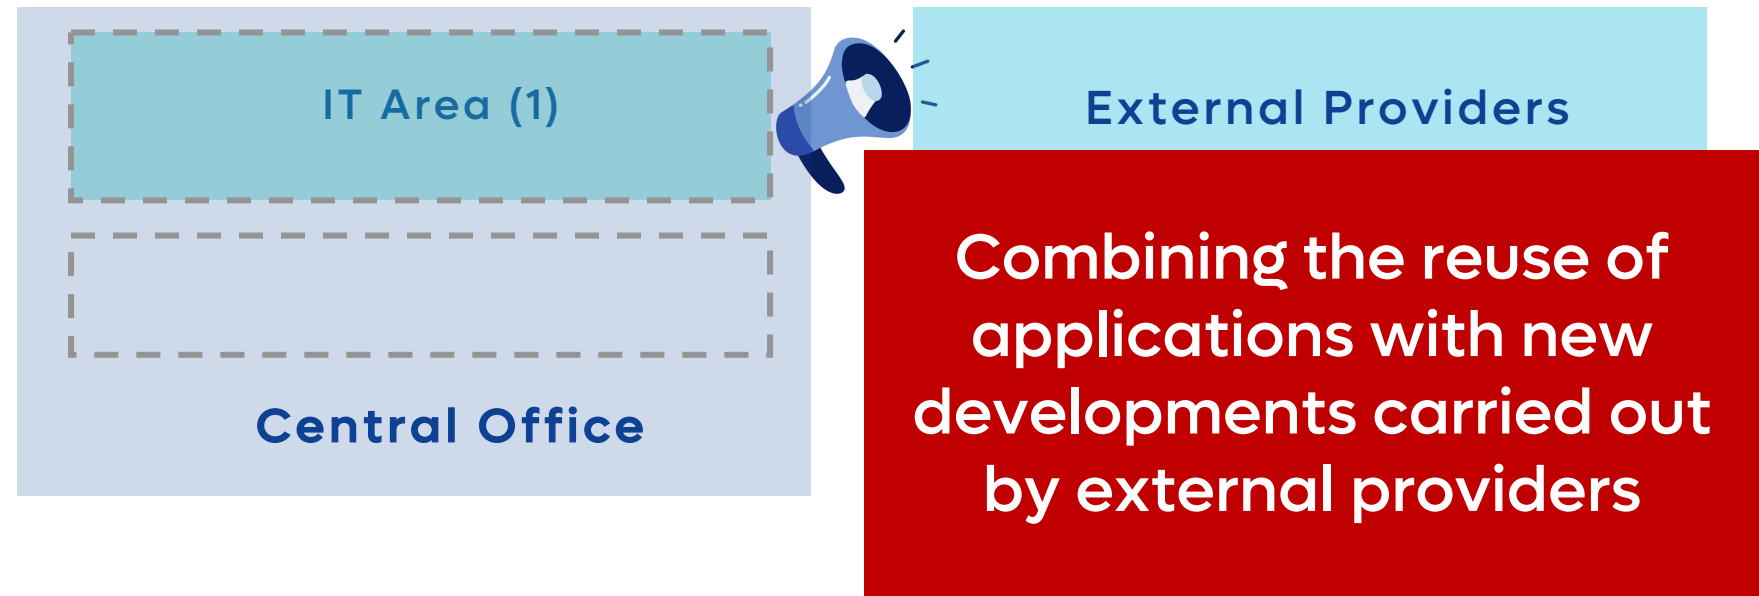 IT Area (1)
Central Office
External Providers
Combining the reuse of
applications with new
developments carried out
by external providers